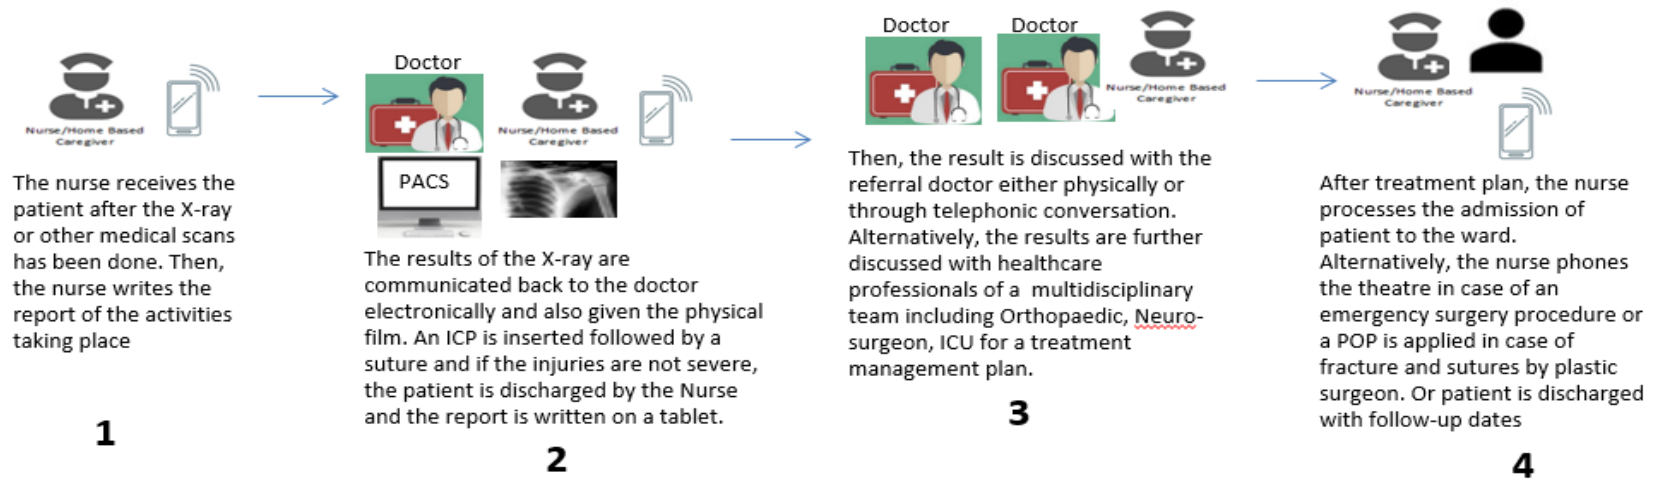 Nurse/Home Based
Caregiver
The nurse receives the
patient after the X-ray
or other medical scans
has been done. Then,
the nurse writes the
report of the activities
taking place
1
Doctor
Nurse/Home Based
Caregiver
PACS
The results of the X-ray are
communicated back to the doctor
electronically and also given the physical
film. An ICP is inserted followed by a
suture and if the injuries are not severe,
the patient is discharged by the Nurse
and the report is written on a tablet.
2
Doctor
Doctor
Nurse/Home Based
Caregiver
Then, the result is discussed with the
referral doctor either physically or
through telephonic conversation.
Alternatively, the results are further
discussed with healthcare
professionals of a multidisciplinary
team including Orthopaedic, Neuro-
surgeon, ICU for a treatment
management plan.
3
Nurse/Home Based
Caregiver
After treatment plan, the nurse
processes the admission of
patient to the ward.
Alternatively, the nurse phones
the theatre in case of an
emergency surgery procedure or
a POP is applied in case of
fracture and sutures by plastic
surgeon. Or patient is discharged
with follow-up dates
4